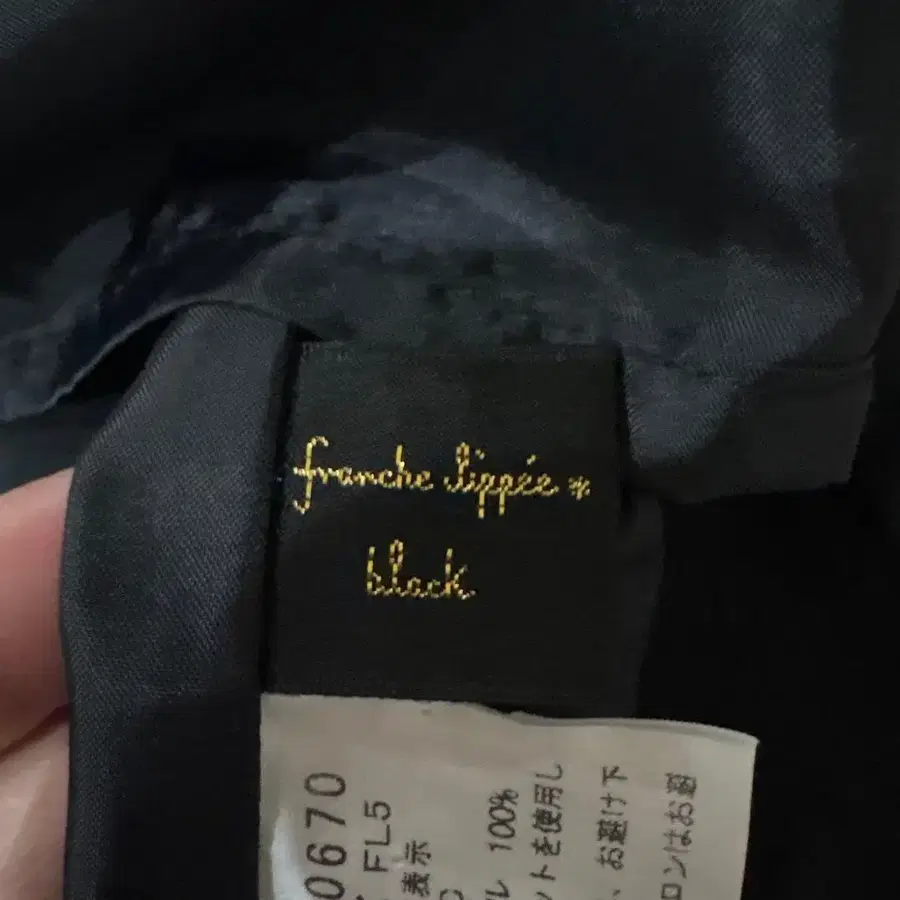 franche lippée *
black
0670
FL5
表示
100%
ットを使用し
、お避け下
ロンはお避